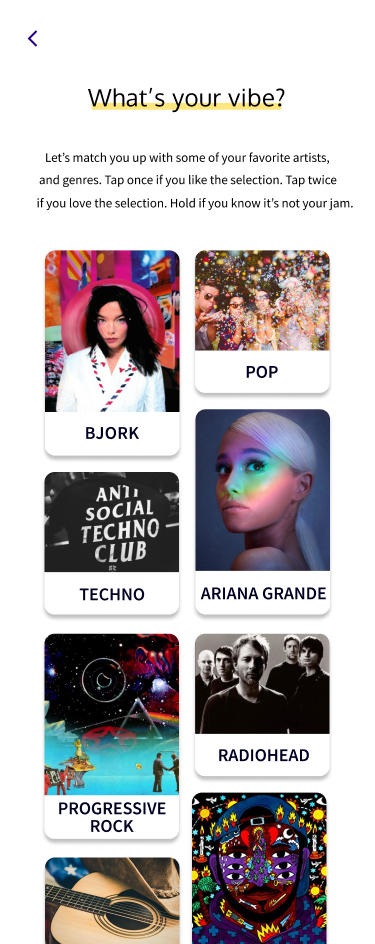 What's your vibe?
Let's match you up with some of your favorite artists,
and genres. Tap once if you like the selection. Tap twice
if you love the selection. Hold if you know it's not your jam.
BJORK
POP
ANTI
SOCIAL
TECHNO
CLUB
TECHNO
ARIANA GRANDE
PROGRESSIVE
ROCK
RADIOHEAD